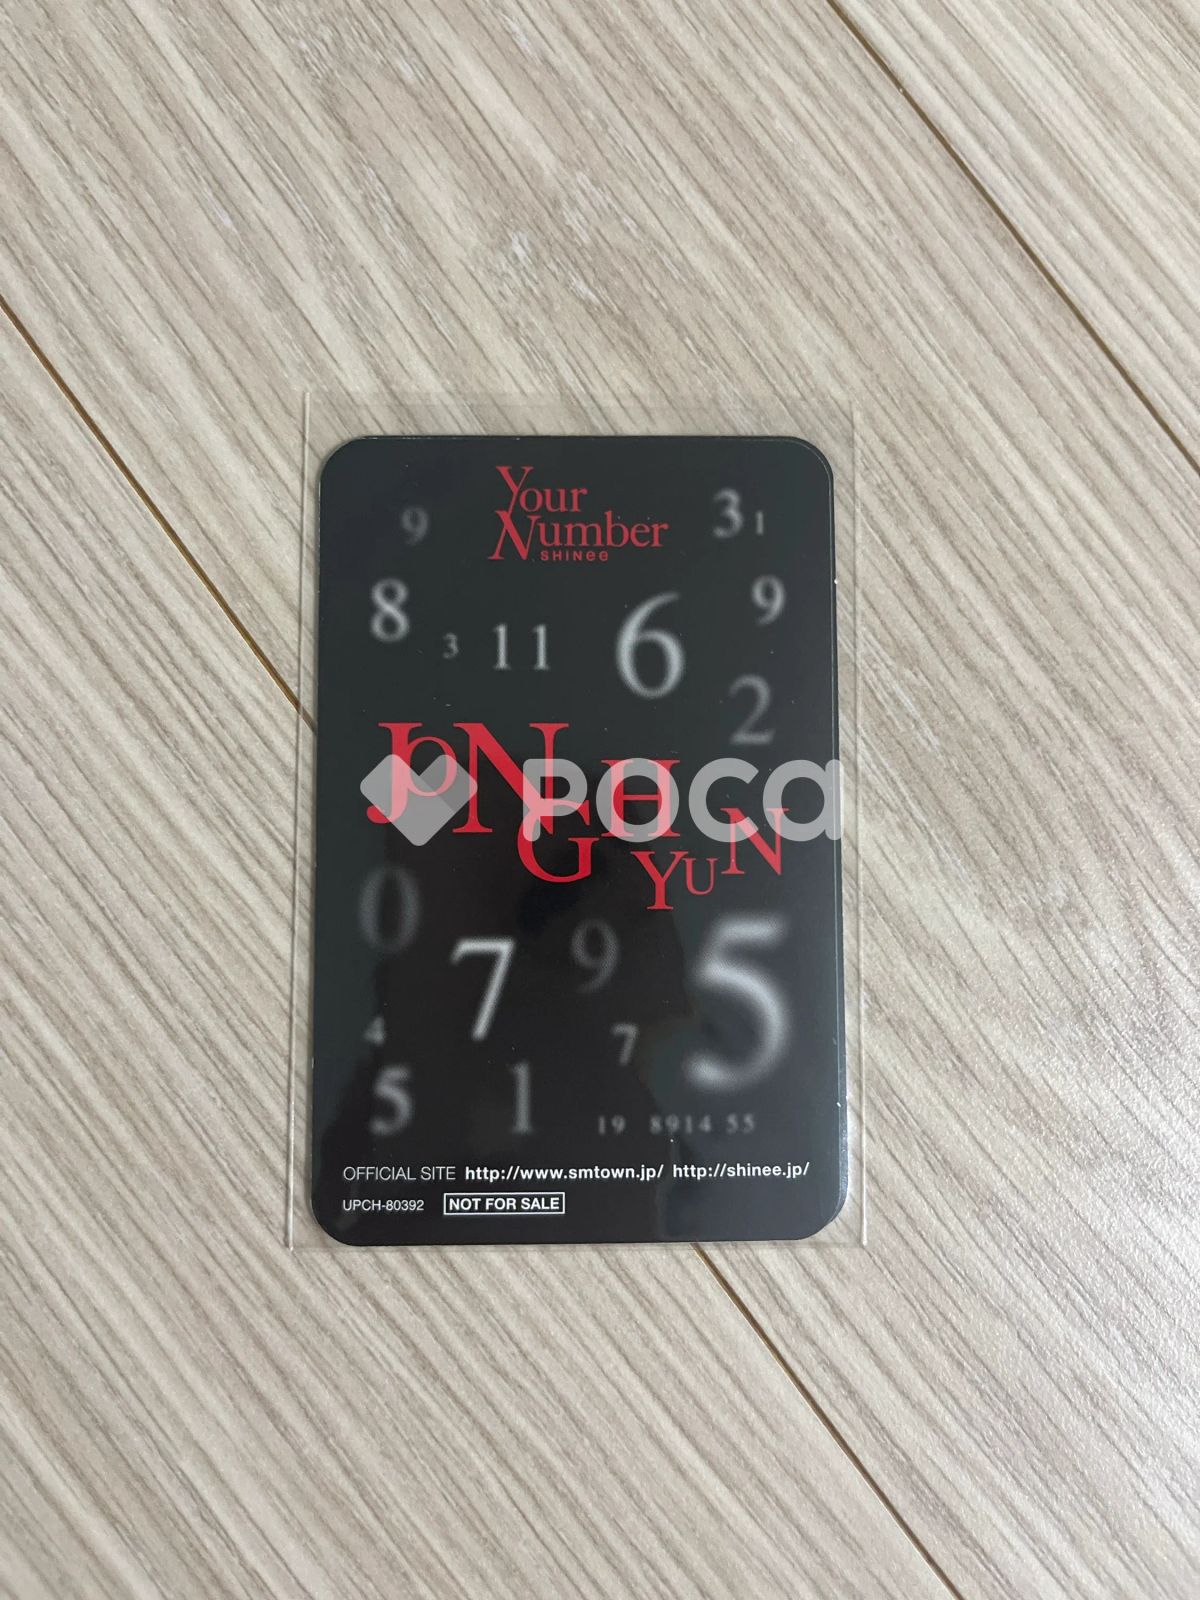 Your
Number
SHINee
9 3 1
8 3 11 6 9
2
JONGHYUN
POCA
0 7 9 5
4 7
5 1
19 8914 55
OFFICIAL SITE http://www.smtown.jp/ http://shinee.jp/
UPCH-80392 NOT FOR SALE